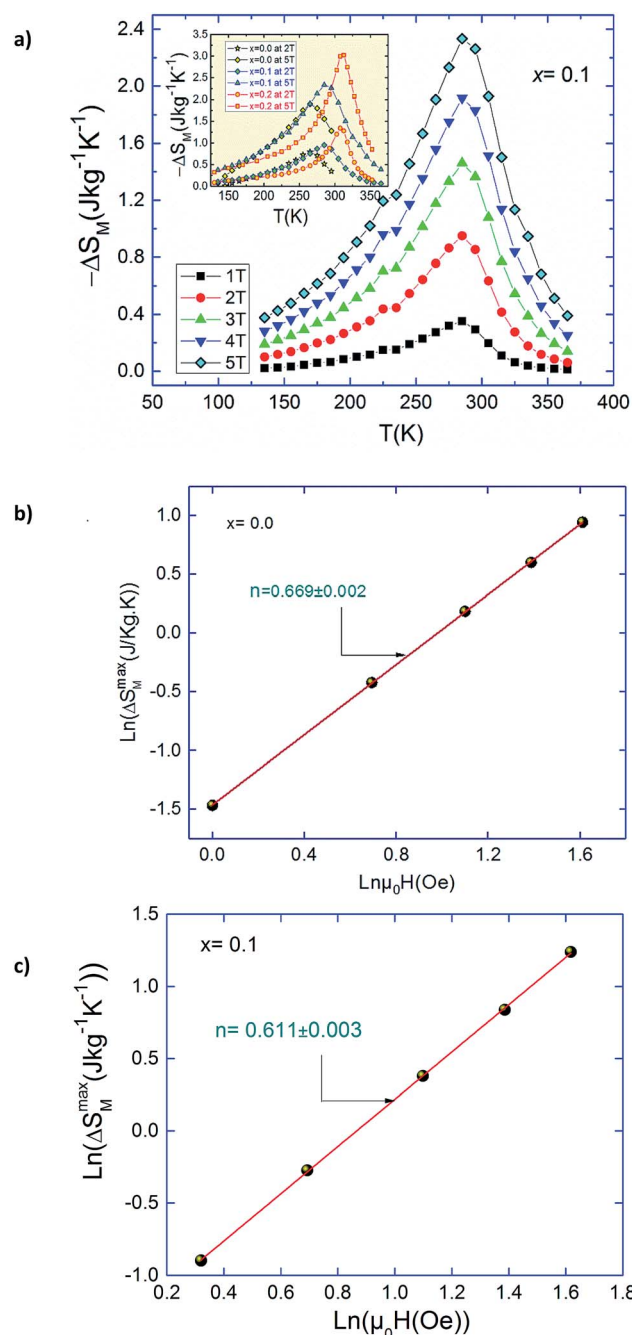 a)
2.4
2.0
1.6
1.2
0.8
0.4
0.0
−ΔS_M(Jkg⁻¹K⁻¹)
3.5
3.0
2.5
2.0
1.5
1.0
0.5
0.0
−ΔS_M(Jkg⁻¹K⁻¹)
x=0.0 at 2T
x=0.0 at 5T
x=0.1 at 2T
x=0.1 at 5T
x=0.2 at 2T
x=0.2 at 5T
150 200 250 300 350
T(K)
x= 0.1
1T
2T
3T
4T
5T
50 100 150 200 250 300 350 400
T(K)
b)
x= 0.0
n=0.669±0.002
1.0
0.5
0.0
-0.5
-1.0
-1.5
Ln(ΔS_M^max(J/Kg.K))
0.0 0.4 0.8 1.2 1.6
Lnμ₀H(Oe)
c)
x= 0.1
n= 0.611±0.003
1.5
1.0
0.5
0.0
-0.5
-1.0
Ln(ΔS_M^max(Jkg⁻¹K⁻¹))
0.2 0.4 0.6 0.8 1.0 1.2 1.4 1.6 1.8
Ln(μ₀H(Oe))